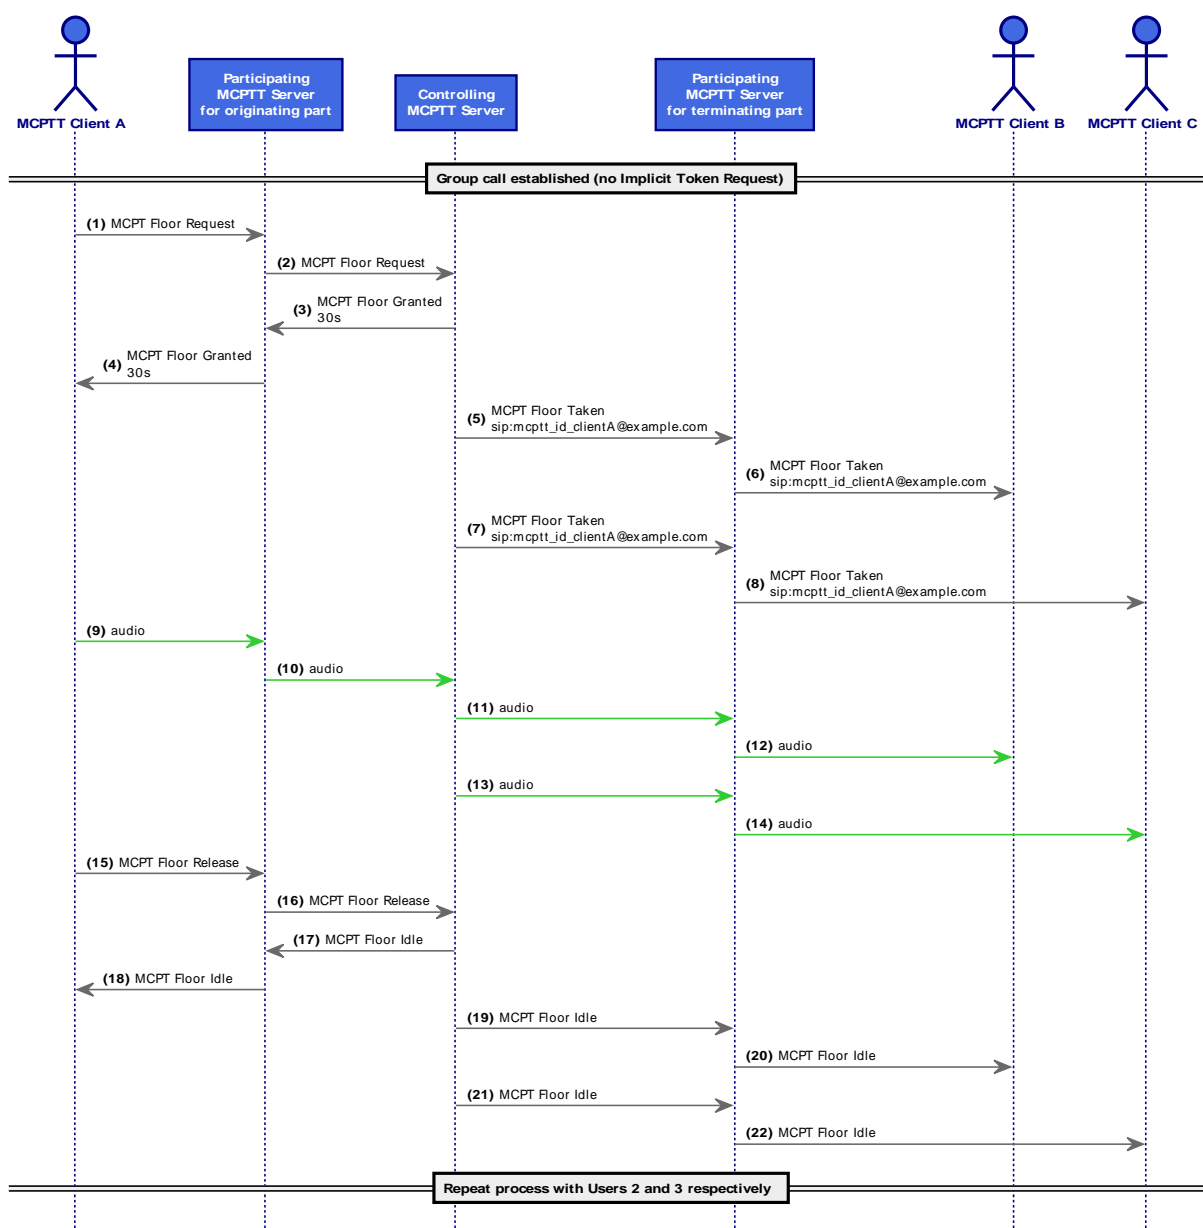 MCPTT Client A
Participating
MCPTT Server
for originating part
Controlling
MCPTT Server
Participating
MCPTT Server
for terminating part
MCPTT Client B
MCPTT Client C
Group call established (no Implicit Token Request)
(1) MCPT Floor Request
(2) MCPT Floor Request
(3) MCPT Floor Granted
30s
(4) MCPT Floor Granted
30s
(5) MCPT Floor Taken
sip:mcptt_id_clientA@example.com
(6) MCPT Floor Taken
sip:mcptt_id_clientA@example.com
(7) MCPT Floor Taken
sip:mcptt_id_clientA@example.com
(8) MCPT Floor Taken
sip:mcptt_id_clientA@example.com
(9) audio
(10) audio
(11) audio
(12) audio
(13) audio
(14) audio
(15) MCPT Floor Release
(16) MCPT Floor Release
(17) MCPT Floor Idle
(18) MCPT Floor Idle
(19) MCPT Floor Idle
(20) MCPT Floor Idle
(21) MCPT Floor Idle
(22) MCPT Floor Idle
Repeat process with Users 2 and 3 respectively